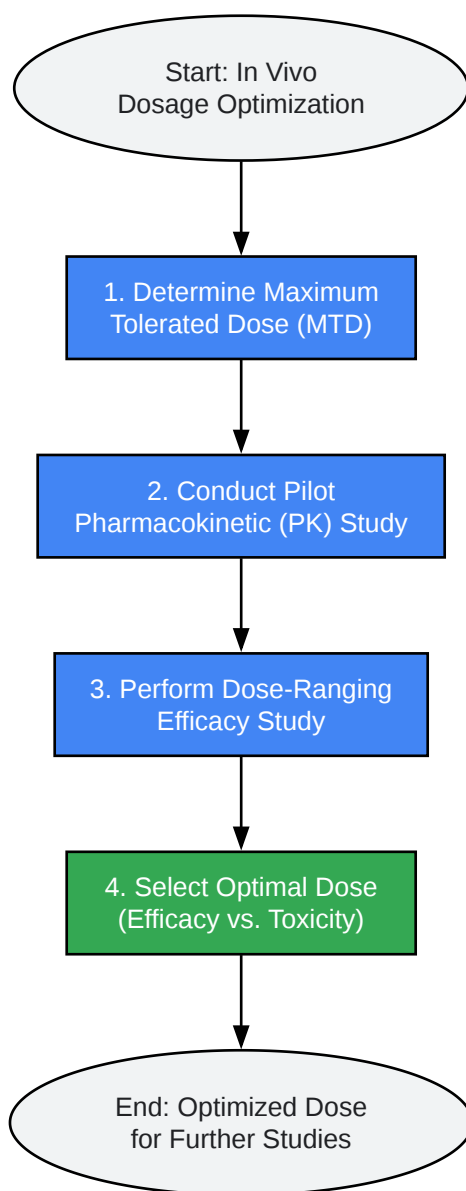 Start: In Vivo
Dosage Optimization
1. Determine Maximum
Tolerated Dose (MTD)
2. Conduct Pilot
Pharmacokinetic (PK) Study
3. Perform Dose-Ranging
Efficacy Study
4. Select Optimal Dose
(Efficacy vs. Toxicity)
End: Optimized Dose
for Further Studies